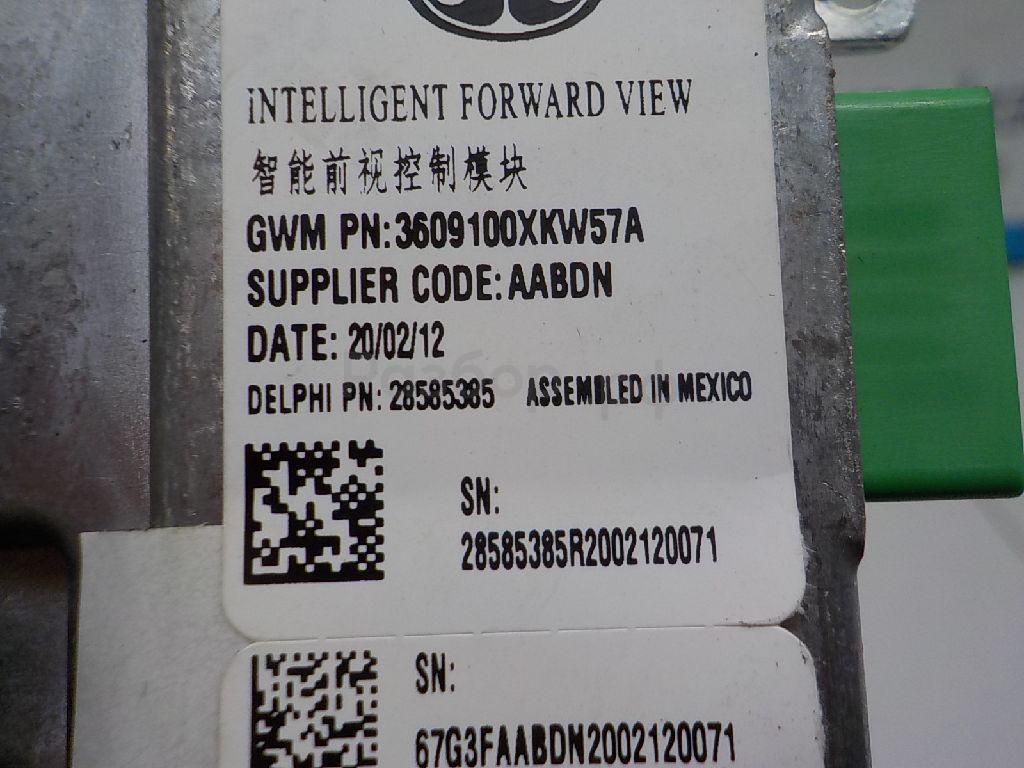 iNTELLIGENT FORWARD VIEW
智能前视控制模块
GWM PN:3609100XKW57A
SUPPLIER CODE:AABDN
DATE: 20/02/12
DELPHI PN: 28585385 ASSEMBLED IN MEXICO
SN:
28585385R2002120071
SN:
67G3FAABDN2002120071